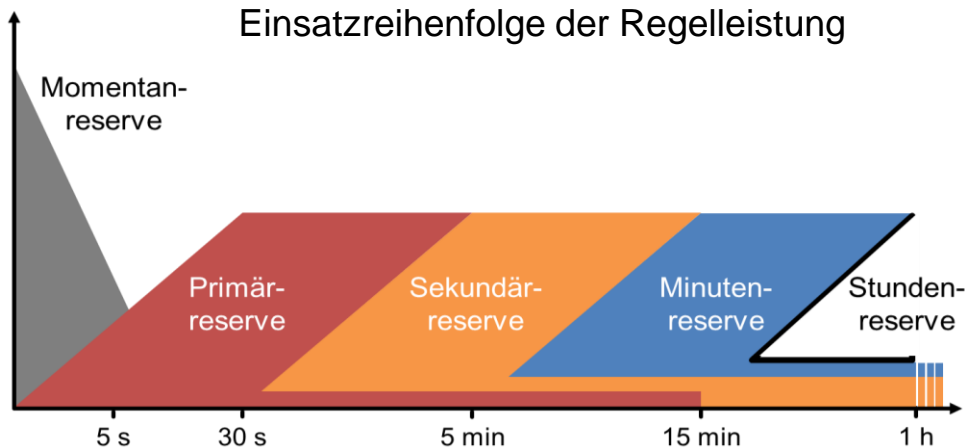 Einsatzreihenfolge der Regelleistung
Momentan-
reserve
Primär-
reserve
Sekundär-
reserve
Minuten-
reserve
Stunden-
reserve
5 s
30 s
5 min
15 min
1 h